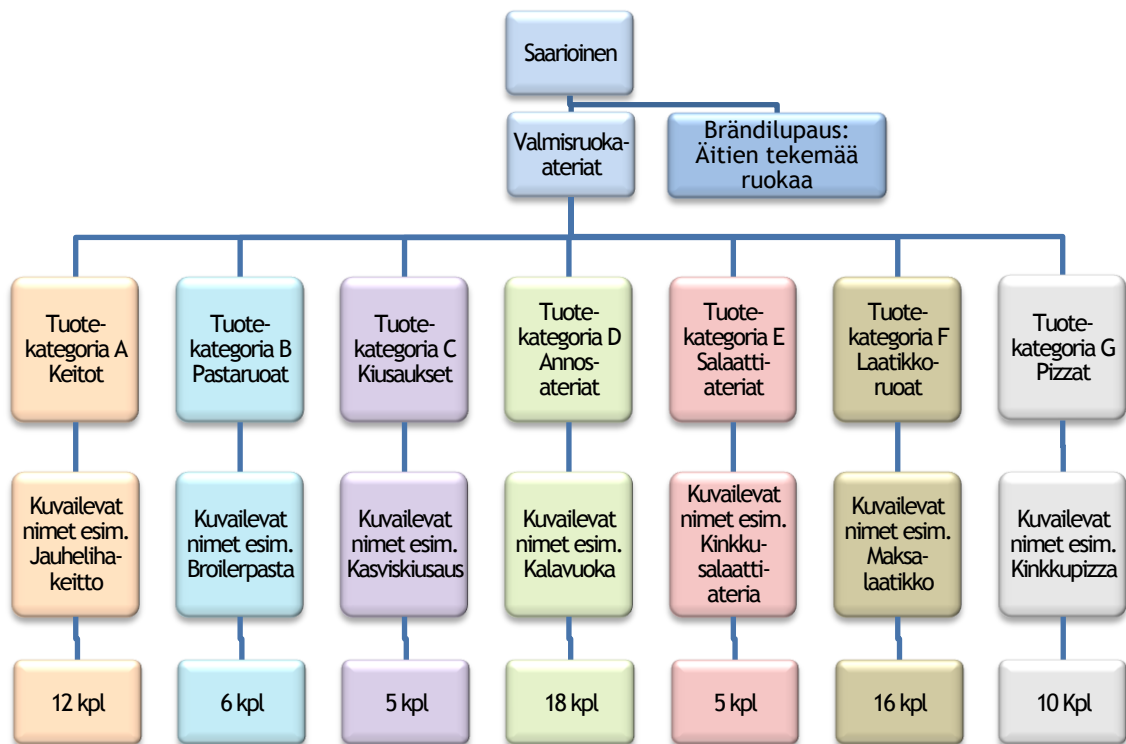 Saarioinen
Valmisruoka-
ateriat
Brändilupaus:
Äitien tekemää
ruokaa
Tuote-
kategoria A
Keitot
Tuote-
kategoria B
Pastaruoat
Tuote-
kategoria C
Kiusaukset
Tuote-
kategoria D
Annos-
ateriat
Tuote-
kategoria E
Salaatti-
ateriat
Tuote-
kategoria F
Laatikko-
ruoat
Tuote-
kategoria G
Pizzat
Kuvailevat
nimet esim.
Jauheliha-
keitto
Kuvailevat
nimet esim.
Broilerpasta
Kuvailevat
nimet esim.
Kasviskiusaus
Kuvailevat
nimet esim.
Kalavuoka
Kuvailevat
nimet esim.
Kinkku-
salaatti-
ateria
Kuvailevat
nimet esim.
Maksa-
laatikko
Kuvailevat
nimet esim.
Kinkkupizza
12 kpl
6 kpl
5 kpl
18 kpl
5 kpl
16 kpl
10 Kpl